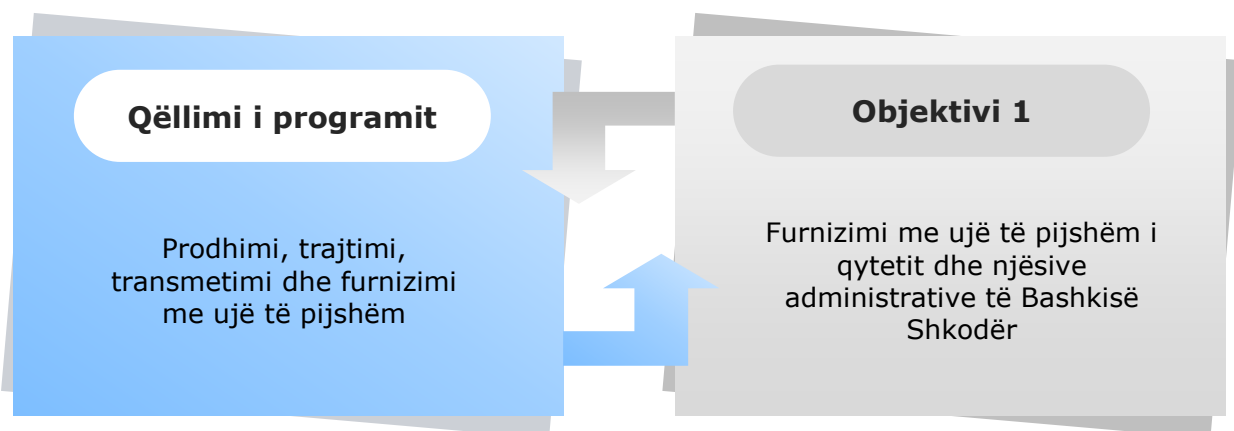 Qëllimi i programit
Prodhimi, trajtimi,
transmetimi dhe furnizimi
me ujë të pijshëm
Objektivi 1
Furnizimi me ujë të pijshëm i
qytetit dhe njësive
administrative të Bashkisë
Shkodër